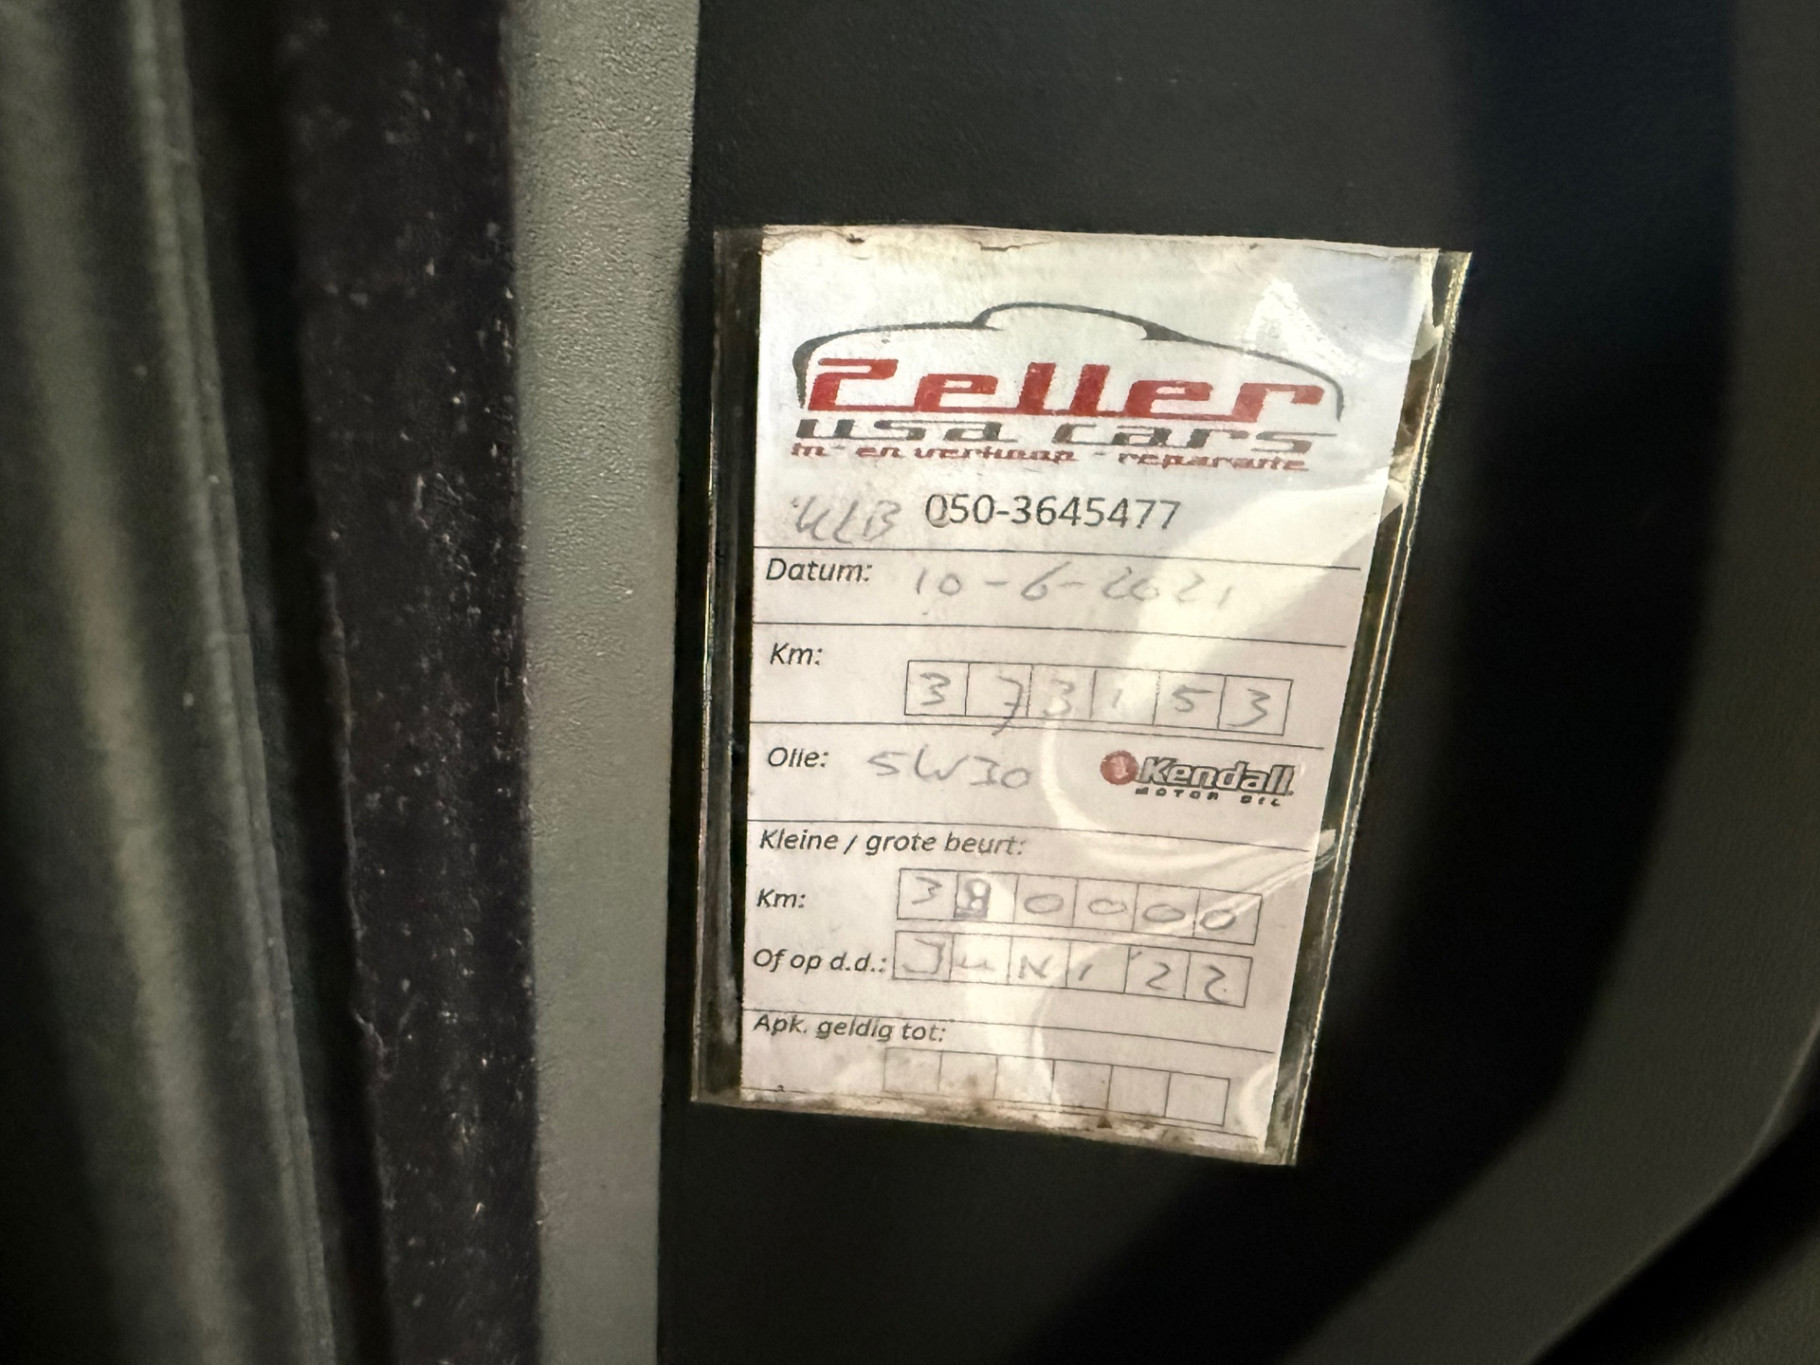 Zeller
usa cars
in- en verkoop - reparatie
KLB 050-3645477
Datum: 10-6-2021
Km:
373153
Olie: 5W30 Kendall
MOTOR OIL
Kleine / grote beurt:
Km: 380000
Of op d.d.: JUNI '22
Apk. geldig tot: